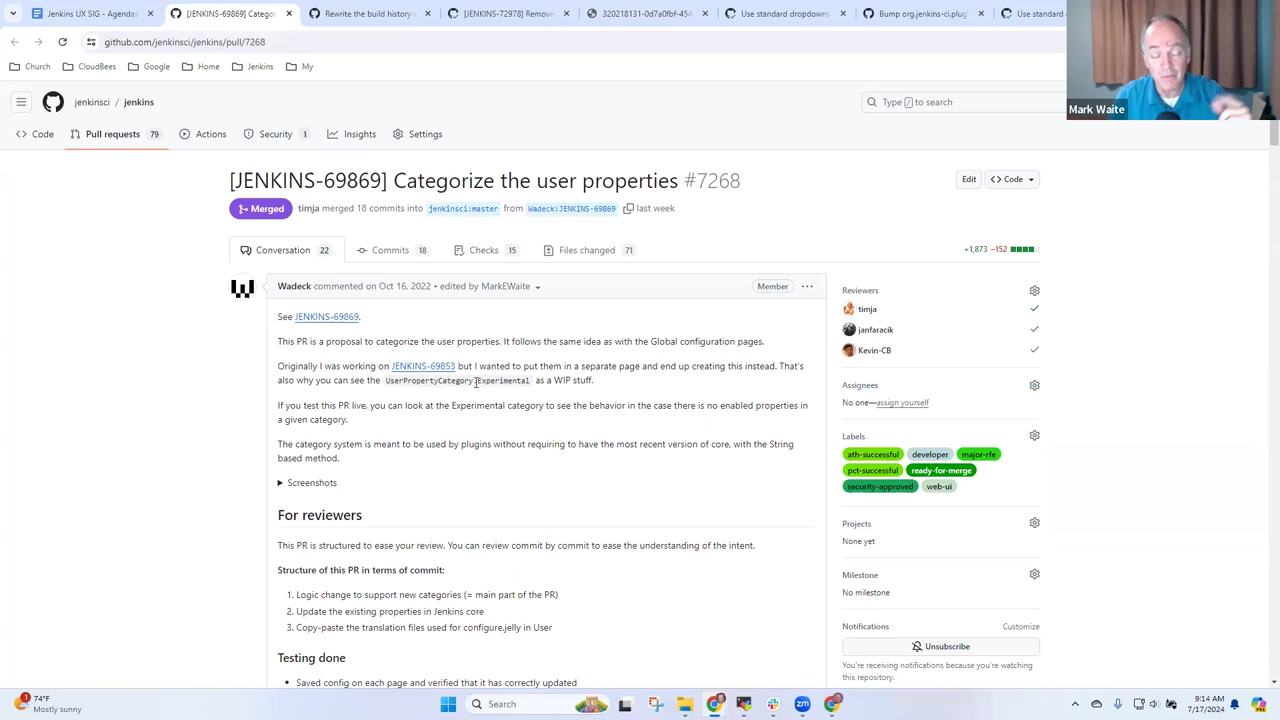 Jenkins UX SIG - Agendas
[JENKINS-69869] Categor
Rewrite the build history w
[JENKINS-72978] Remove
320218131-0d7a0fbf-454
Use standard dropdowns
Bump org.jenkins-ci.plugi
Use standard
github.com/jenkinsci/jenkins/pull/7268
Church
CloudBees
Google
Home
Jenkins
My
Mark Waite
jenkinsci / jenkins
Type / to search
Code
Pull requests 79
Actions
Security 1
Insights
Settings
[JENKINS-69869] Categorize the user properties #7268
Edit
<> Code
Merged timja merged 18 commits into jenkinsci:master from Wadeck:JENKINS-69869 last week
Conversation 22
Commits 18
Checks 15
Files changed 71
+1,873 −152
Wadeck commented on Oct 16, 2022 • edited by MarkEWaite
Member
See JENKINS-69869.
This PR is a proposal to categorize the user properties. It follows the same idea as with the Global configuration pages.
Originally I was working on JENKINS-69853 but I wanted to put them in a separate page and end up creating this instead. That's
also why you can see the UserPropertyCategory.Experimental as a WIP stuff.
If you test this PR live, you can look at the Experimental category to see the behavior in the case there is no enabled properties in
a given category.
The category system is meant to be used by plugins without requiring to have the most recent version of core, with the String
based method.
Screenshots
For reviewers
This PR is structured to ease your review. You can review commit by commit to ease the understanding of the intent.
Structure of this PR in terms of commit:
1. Logic change to support new categories (= main part of the PR)
2. Update the existing properties in Jenkins core
3. Copy-paste the translation files used for configure.jelly in User
Testing done
Saved config on each page and verified that it has correctly updated
Reviewers
timja
janfaracik
Kevin-CB
Assignees
No one—assign yourself
Labels
ath-successful
developer
major-rfe
pct-successful
ready-for-merge
security-approved
web-ui
Projects
None yet
Milestone
No milestone
Notifications
Customize
Unsubscribe
You're receiving notifications because you're watching
this repository.
1
74°F
Mostly sunny
Search
9:14 AM
7/17/2024